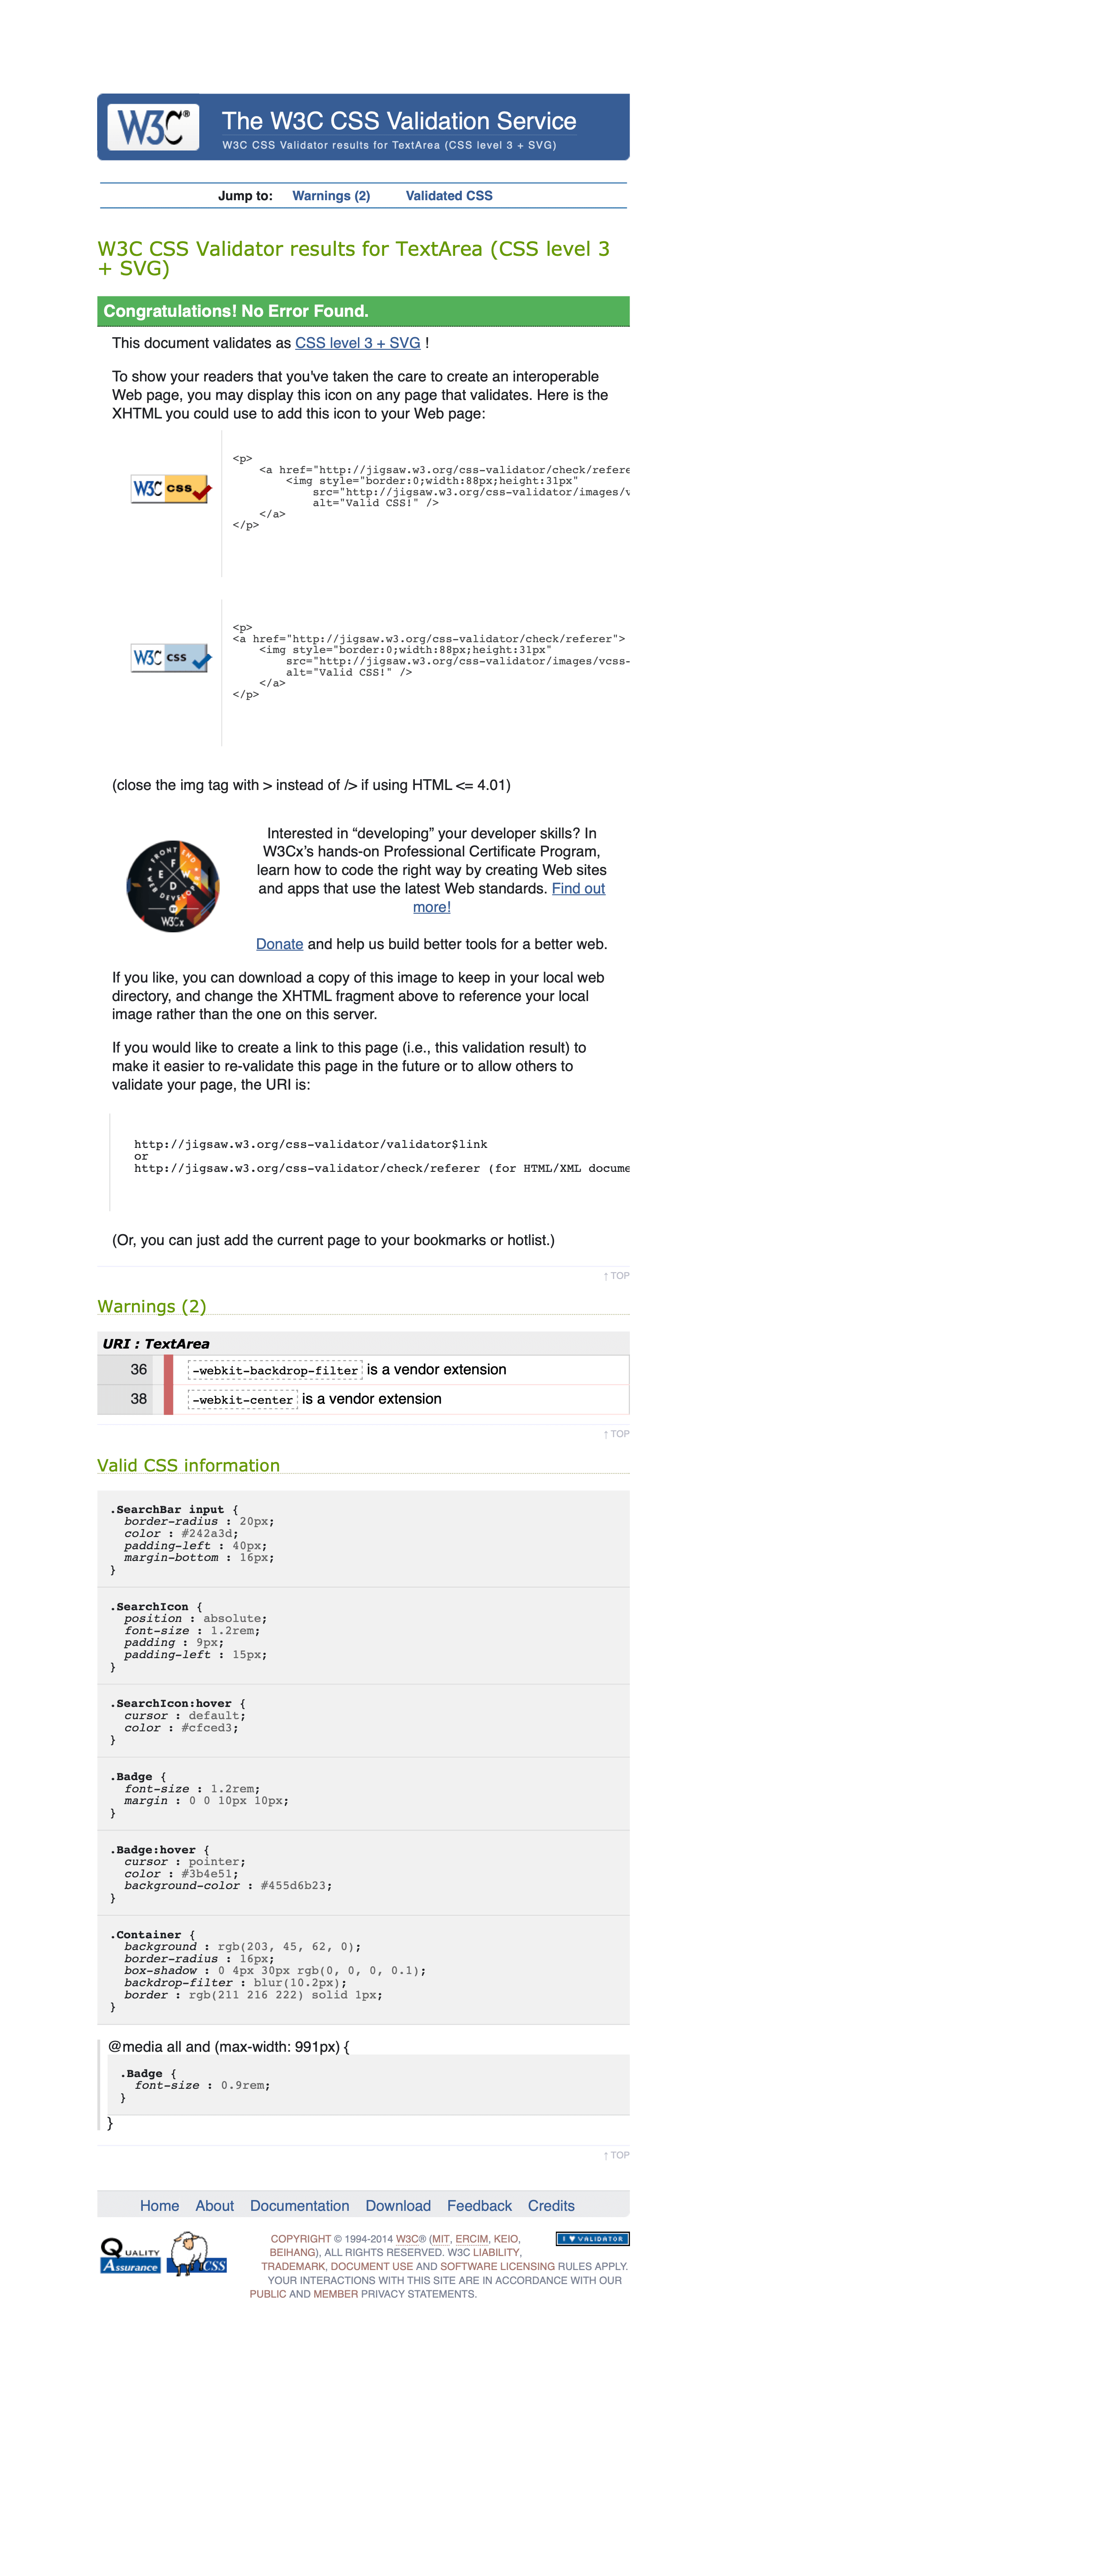 W3C®
The W3C CSS Validation Service
W3C CSS Validator results for TextArea (CSS level 3 + SVG)
Jump to: Warnings (2) Validated CSS
W3C CSS Validator results for TextArea (CSS level 3
+ SVG)
Congratulations! No Error Found.
This document validates as CSS level 3 + SVG !
To show your readers that you've taken the care to create an interoperable
Web page, you may display this icon on any page that validates. Here is the
XHTML you could use to add this icon to your Web page:
W3C css
<p>
<a href="http://jigsaw.w3.org/css-validator/check/refere
<img style="border:0;width:88px;height:31px"
src="http://jigsaw.w3.org/css-validator/images/v
alt="Valid CSS!" />
</a>
</p>
W3C css
<p>
<a href="http://jigsaw.w3.org/css-validator/check/referer">
<img style="border:0;width:88px;height:31px"
src="http://jigsaw.w3.org/css-validator/images/vcss-
alt="Valid CSS!" />
</a>
</p>
(close the img tag with > instead of /> if using HTML <= 4.01)
FRONT END
WEB DEVELOPER
F E W D
W3Cx
Interested in “developing” your developer skills? In
W3Cx’s hands-on Professional Certificate Program,
learn how to code the right way by creating Web sites
and apps that use the latest Web standards. Find out
more!
Donate and help us build better tools for a better web.
If you like, you can download a copy of this image to keep in your local web
directory, and change the XHTML fragment above to reference your local
image rather than the one on this server.
If you would like to create a link to this page (i.e., this validation result) to
make it easier to re-validate this page in the future or to allow others to
validate your page, the URI is:
http://jigsaw.w3.org/css-validator/validator$link
or
http://jigsaw.w3.org/css-validator/check/referer (for HTML/XML docume
(Or, you can just add the current page to your bookmarks or hotlist.)
↑ TOP
Warnings (2)
URI : TextArea
36 -webkit-backdrop-filter is a vendor extension
38 -webkit-center is a vendor extension
↑ TOP
Valid CSS information
.SearchBar input {
border-radius : 20px;
color : #242a3d;
padding-left : 40px;
margin-bottom : 16px;
}
.SearchIcon {
position : absolute;
font-size : 1.2rem;
padding : 9px;
padding-left : 15px;
}
.SearchIcon:hover {
cursor : default;
color : #cfced3;
}
.Badge {
font-size : 1.2rem;
margin : 0 0 10px 10px;
}
.Badge:hover {
cursor : pointer;
color : #3b4e51;
background-color : #455d6b23;
}
.Container {
background : rgb(203, 45, 62, 0);
border-radius : 16px;
box-shadow : 0 4px 30px rgb(0, 0, 0, 0.1);
backdrop-filter : blur(10.2px);
border : rgb(211 216 222) solid 1px;
}
@media all and (max-width: 991px) {
.Badge {
font-size : 0.9rem;
}
}
↑ TOP
Home About Documentation Download Feedback Credits
QUALITY
Assurance
CSS
COPYRIGHT © 1994-2014 W3C® (MIT, ERCIM, KEIO,
BEIHANG), ALL RIGHTS RESERVED. W3C LIABILITY,
TRADEMARK, DOCUMENT USE AND SOFTWARE LICENSING RULES APPLY.
YOUR INTERACTIONS WITH THIS SITE ARE IN ACCORDANCE WITH OUR
PUBLIC AND MEMBER PRIVACY STATEMENTS.
I ♥ VALIDATOR